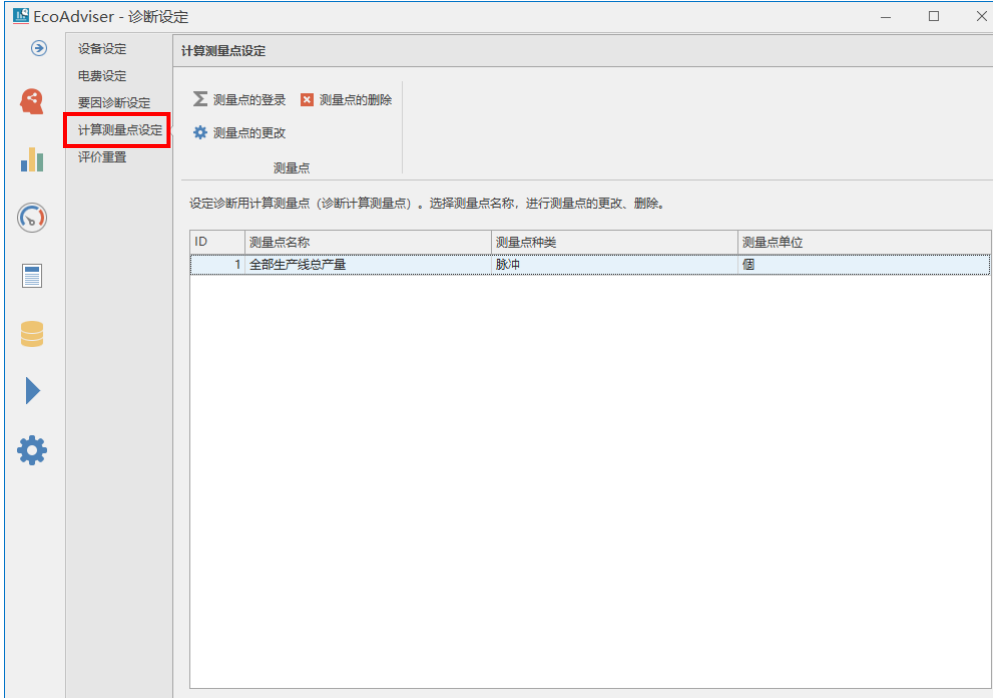 EcoAdviser - 诊断设定
设备设定
电费设定
要因诊断设定
计算测量点设定
评价重置
计算测量点设定
测量点的登录 测量点的删除
测量点的更改
测量点
设定诊断用计算测量点（诊断计算测量点）。选择测量点名称，进行测量点的更改、删除。
ID 测量点名称 测量点种类 测量点单位
1 全部生产线总产量 脉冲 個